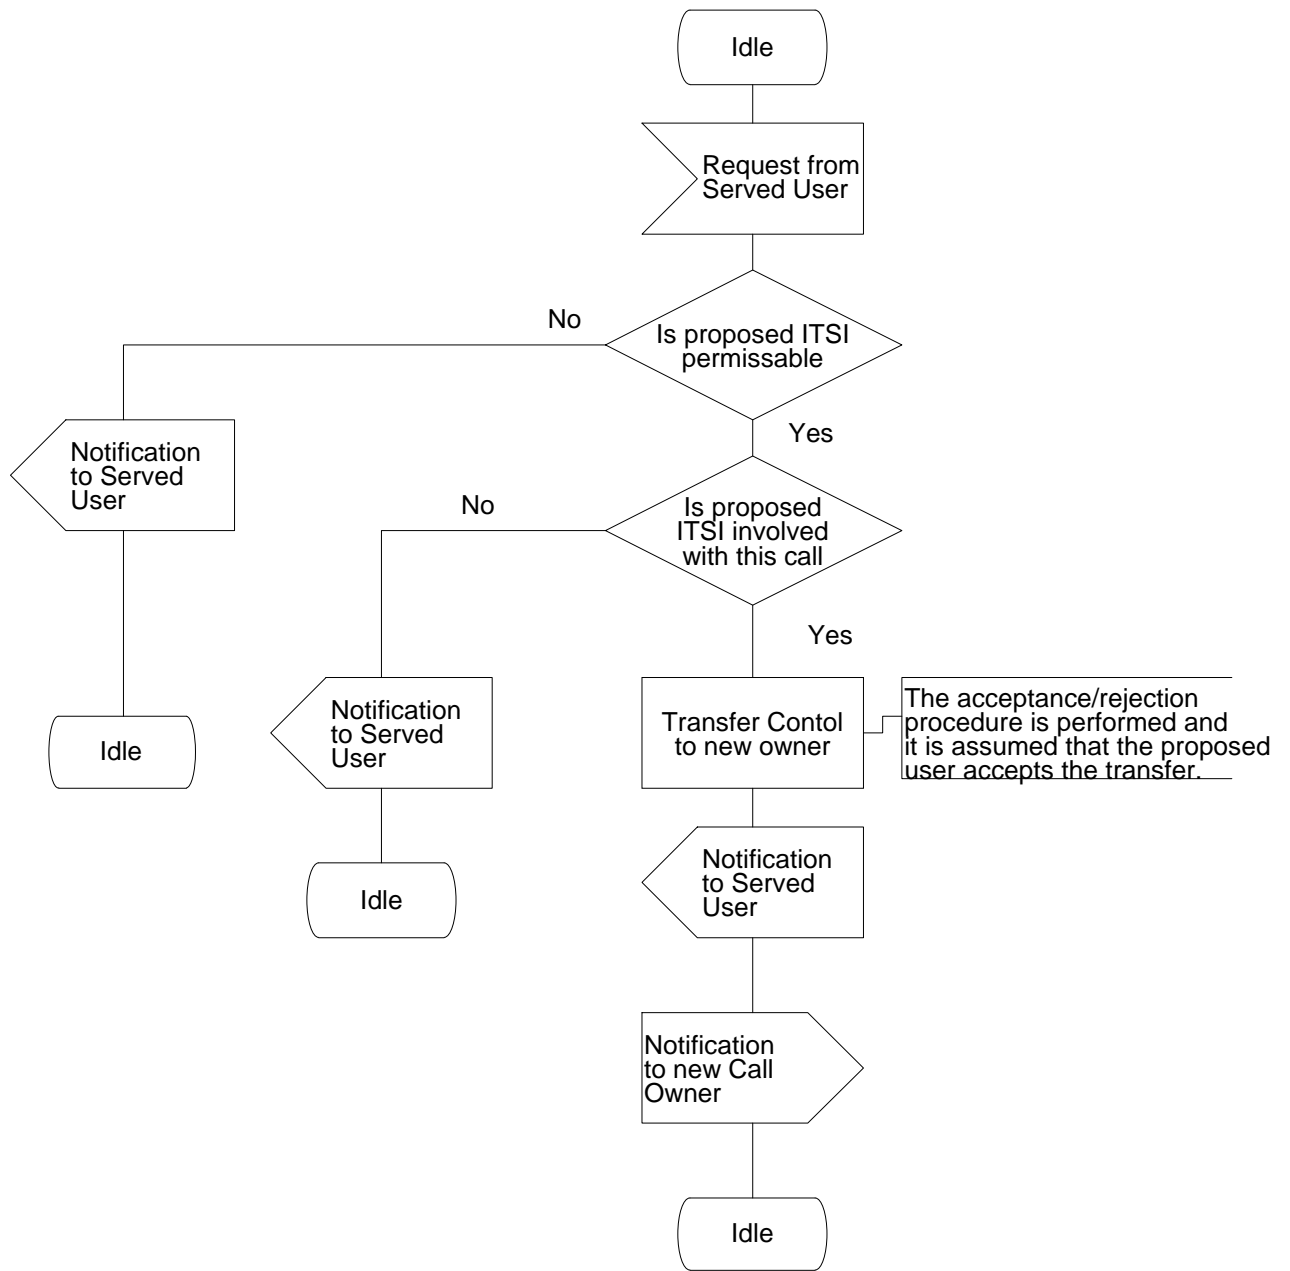 Idle
Request from
Served User
No
Is proposed ITSI
permissable
Yes
Notification
to Served
User
No
Is proposed
ITSI involved
with this call
Yes
Idle
Notification
to Served
User
Transfer Contol
to new owner
The acceptance/rejection
procedure is performed and
it is assumed that the proposed
user accepts the transfer.
Idle
Notification
to Served
User
Notification
to new Call
Owner
Idle